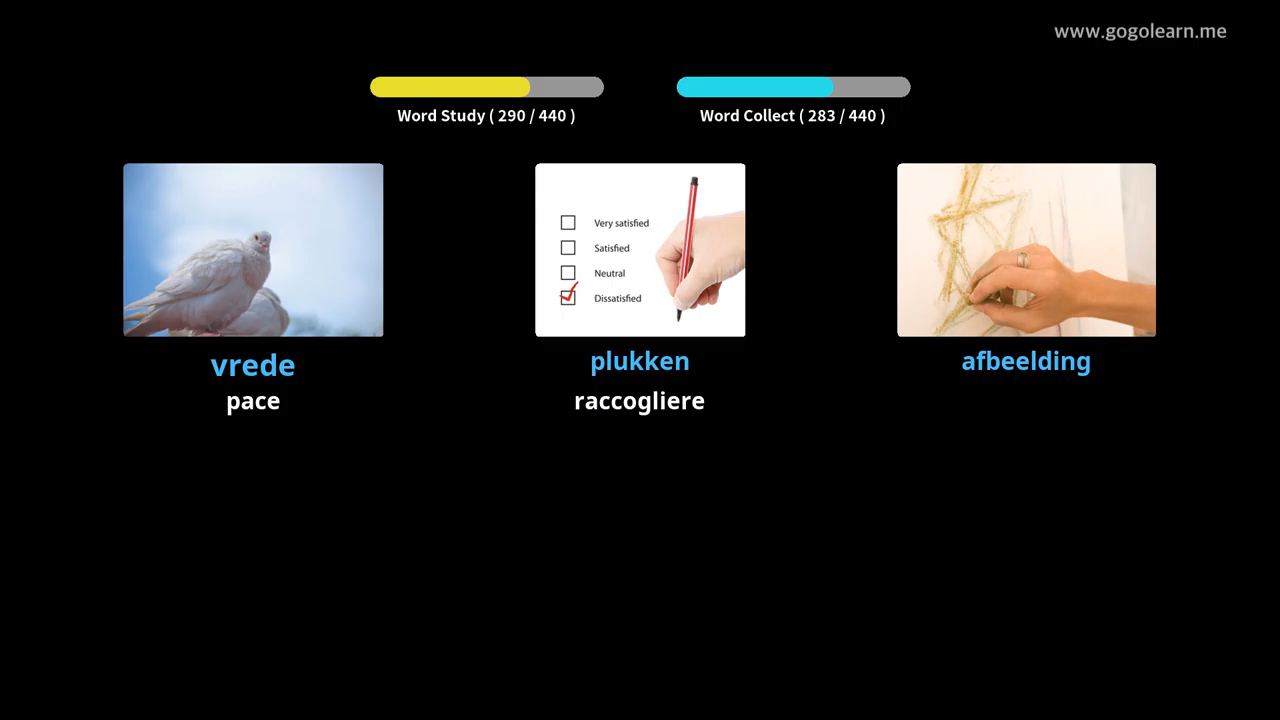 www.gogolearn.me
Word Study ( 290 / 440 )
Word Collect ( 283 / 440 )
Very satisfied
Satisfied
Neutral
Dissatisfied
vrede
pace
plukken
raccogliere
afbeelding